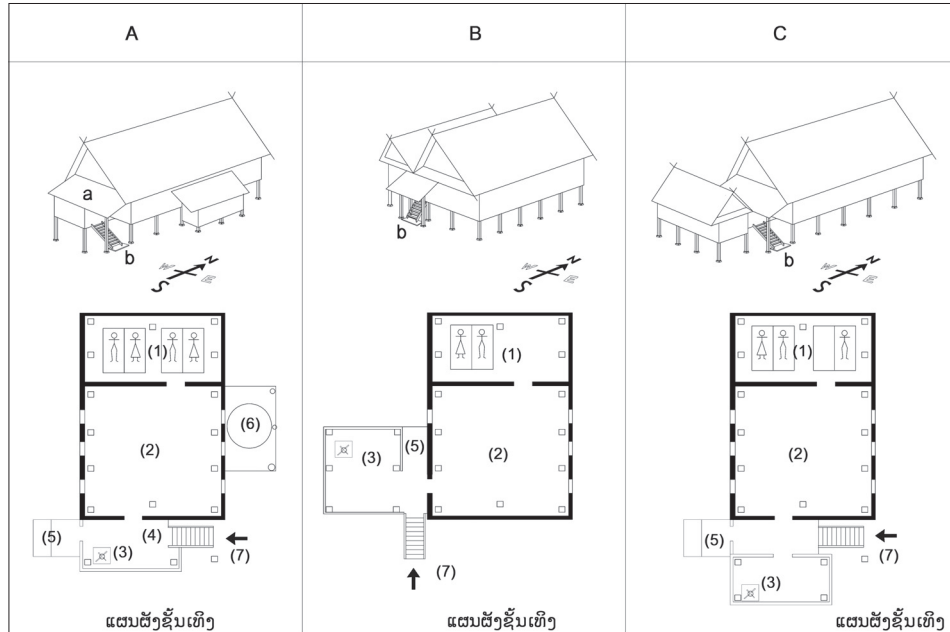 A
B
C
a
b
W N
S E
b
W N
S E
b
W N
S E
(1)
(2)
(6)
(5)
(4)
(3)
(7)
ແຜນຜັງຊັ້ນເທິງ
(1)
(5)
(3)
(2)
(7)
ແຜນຜັງຊັ້ນເທິງ
(1)
(2)
(5)
(7)
(3)
ແຜນຜັງຊັ້ນເທິງ